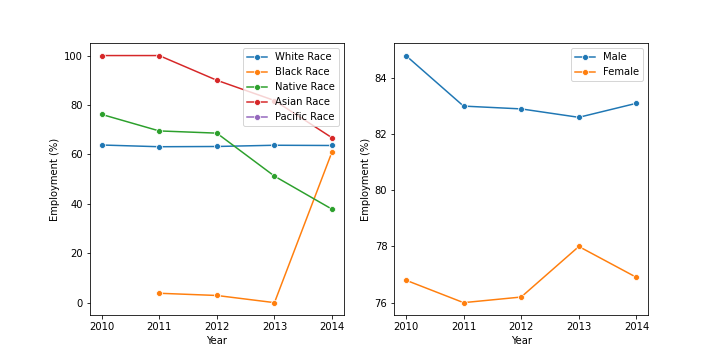 100
80
60
40
20
0
Employment (%)
2010 2011 2012 2013 2014
Year
White Race
Black Race
Native Race
Asian Race
Pacific Race
84
82
80
78
76
Employment (%)
2010 2011 2012 2013 2014
Year
Male
Female